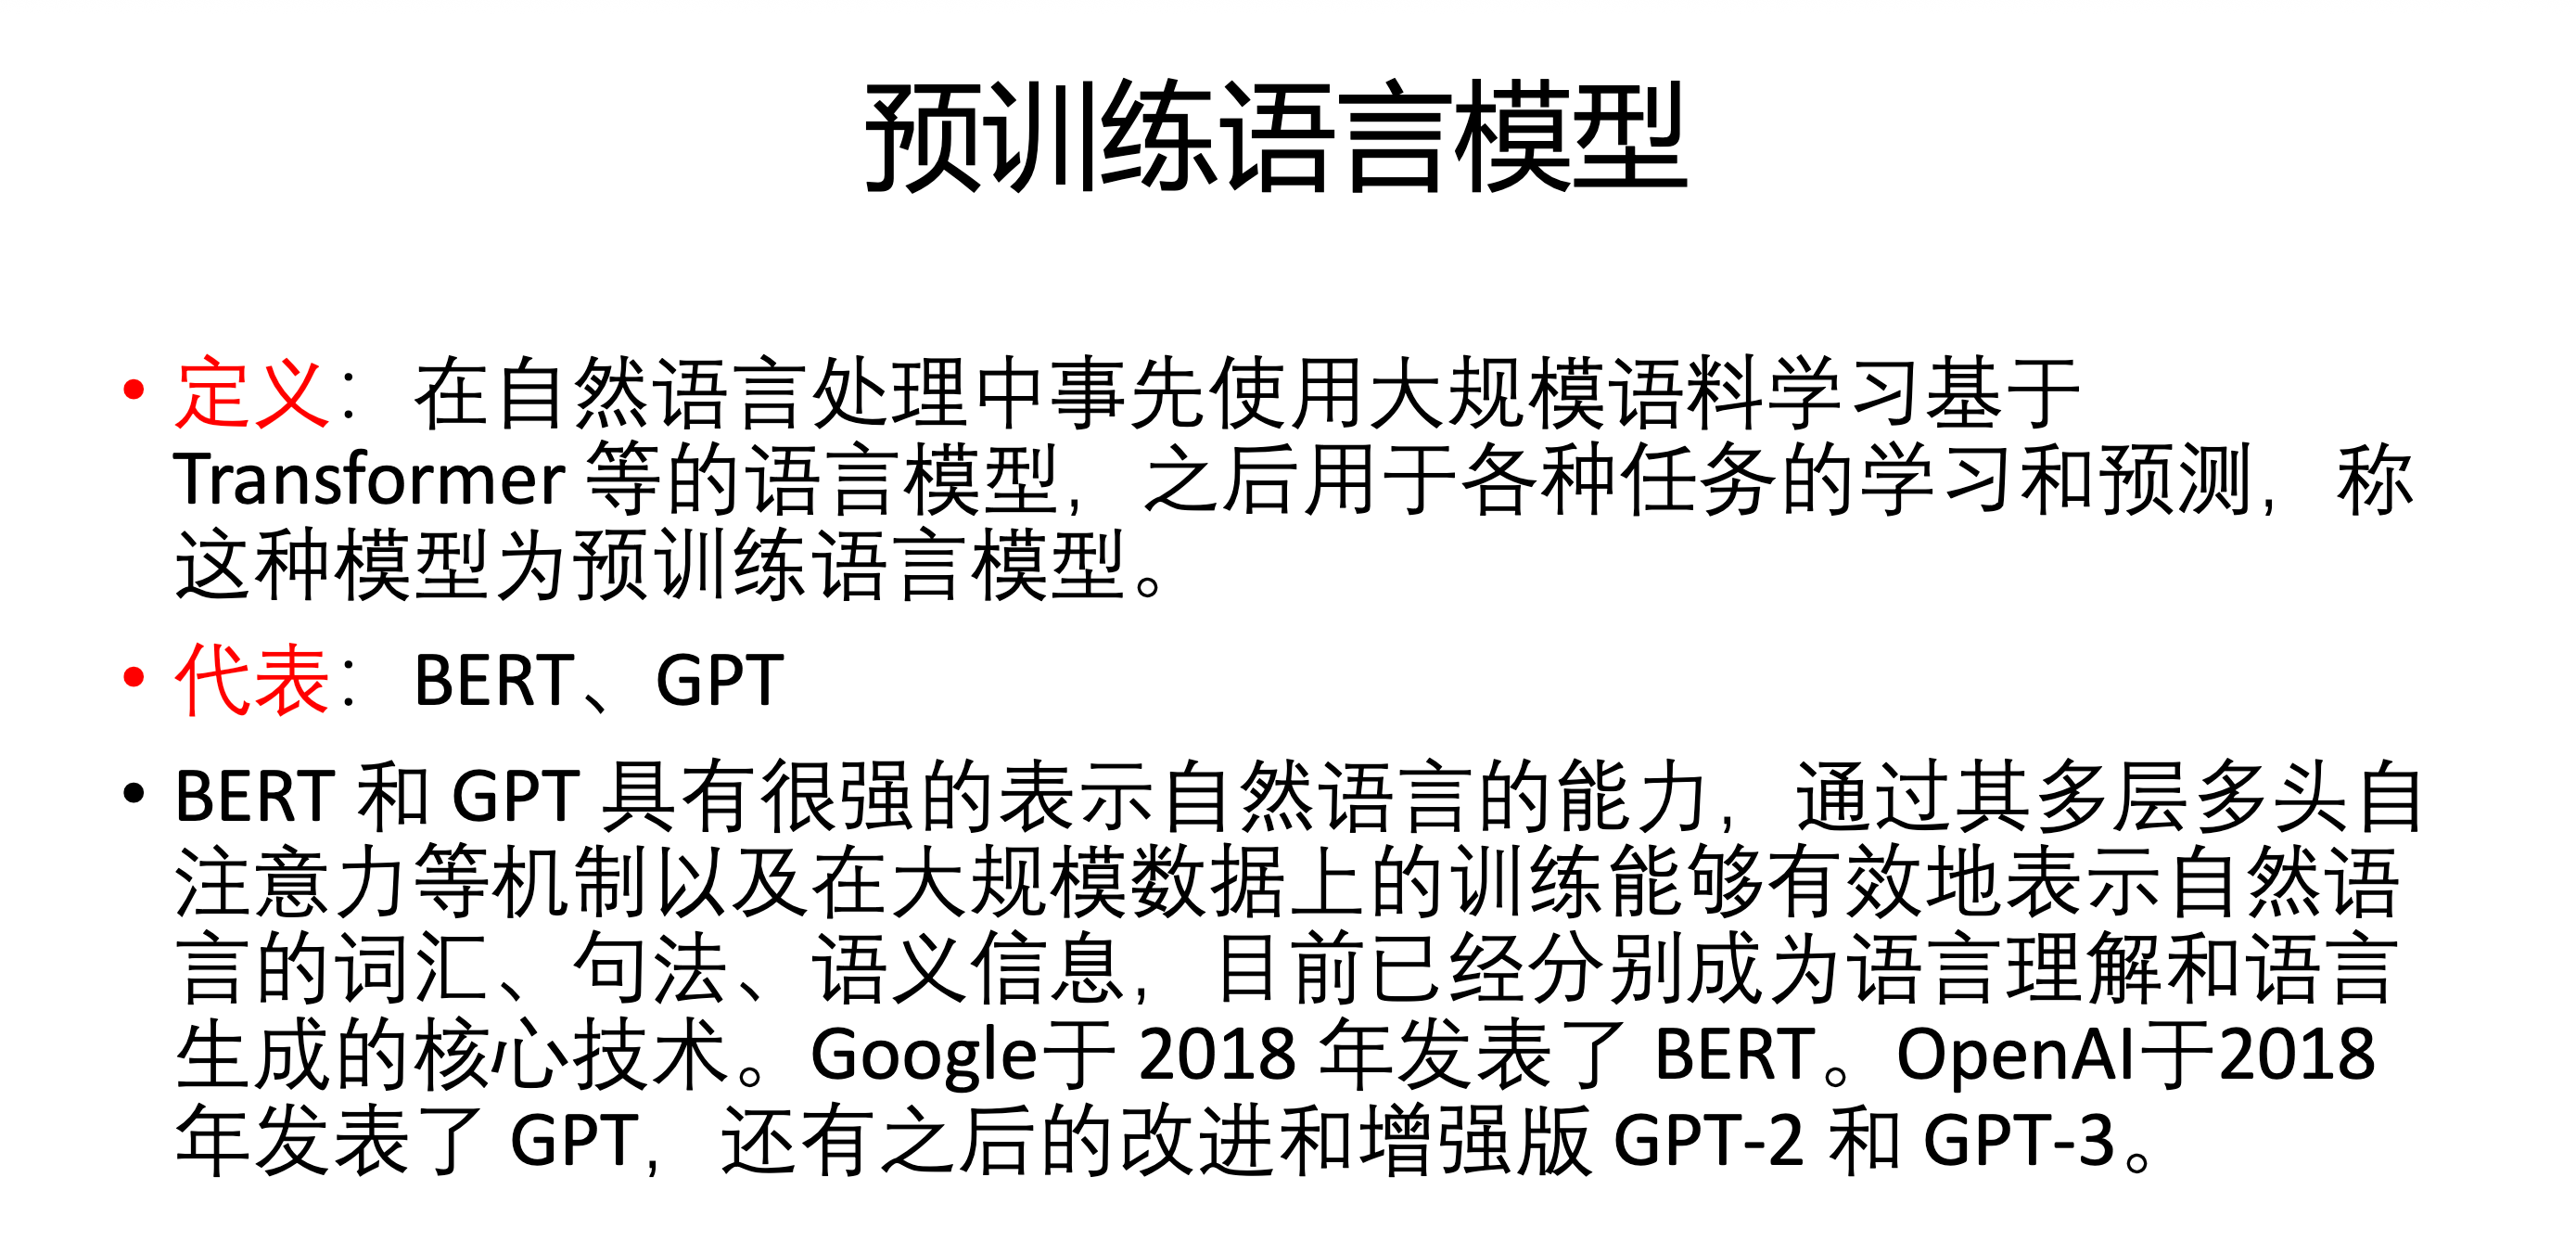 预训练语言模型
• 定义：在自然语言处理中事先使用大规模语料学习基于
Transformer 等的语言模型，之后用于各种任务的学习和预测，称
这种模型为预训练语言模型。
• 代表：BERT、GPT
• BERT 和 GPT 具有很强的表示自然语言的能力，通过其多层多头自
注意力等机制以及在大规模数据上的训练能够有效地表示自然语
言的词汇、句法、语义信息，目前已经分别成为语言理解和语言
生成的核心技术。Google于 2018 年发表了 BERT。OpenAI于2018
年发表了 GPT，还有之后的改进和增强版 GPT-2 和 GPT-3。